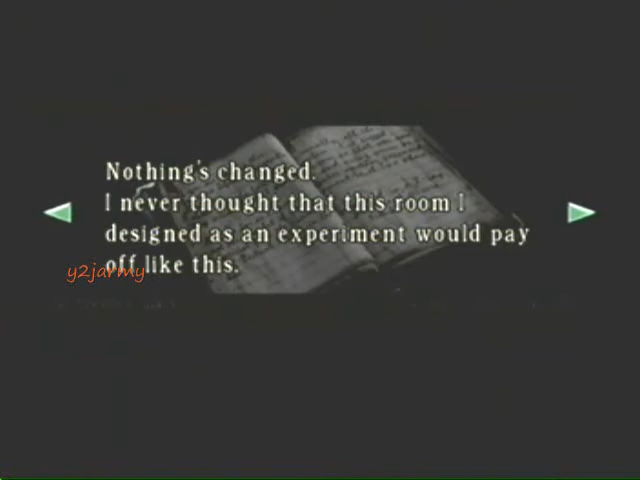 Nothing's changed.
I never thought that this room I
designed as an experiment would pay
off like this.
y2jarmy